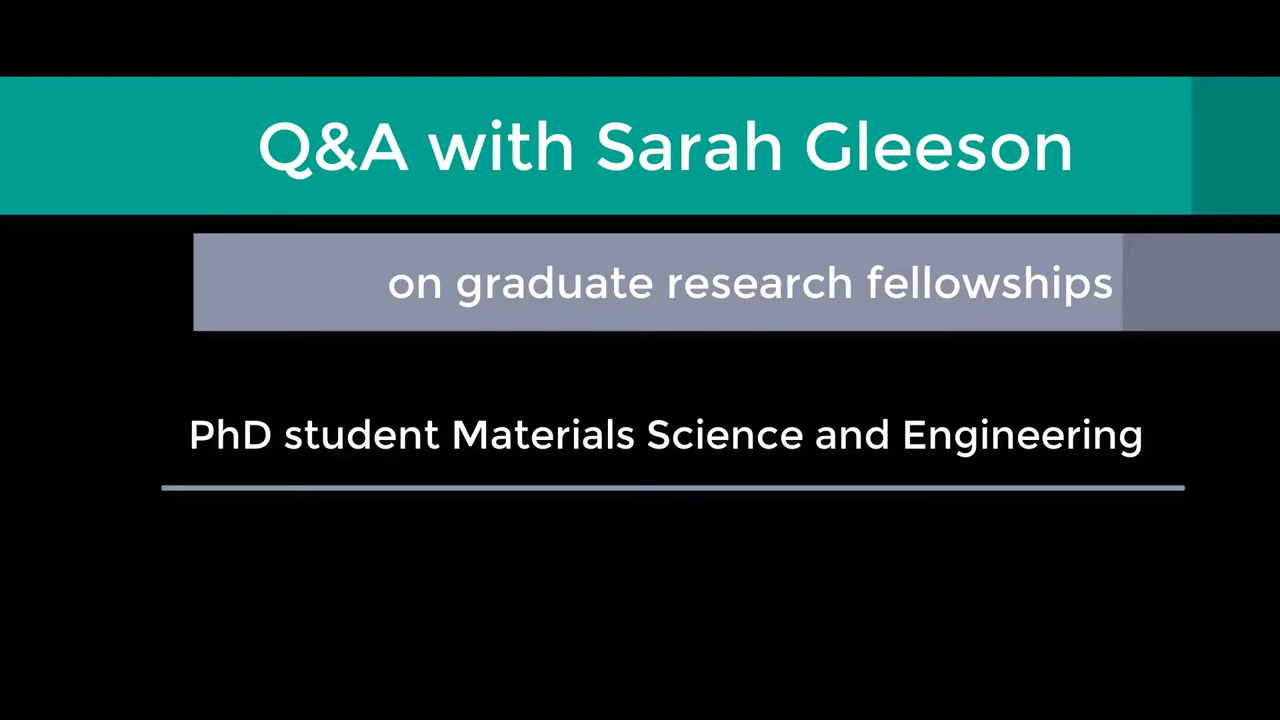 Q&A with Sarah Gleeson
on graduate research fellowships
PhD student Materials Science and Engineering